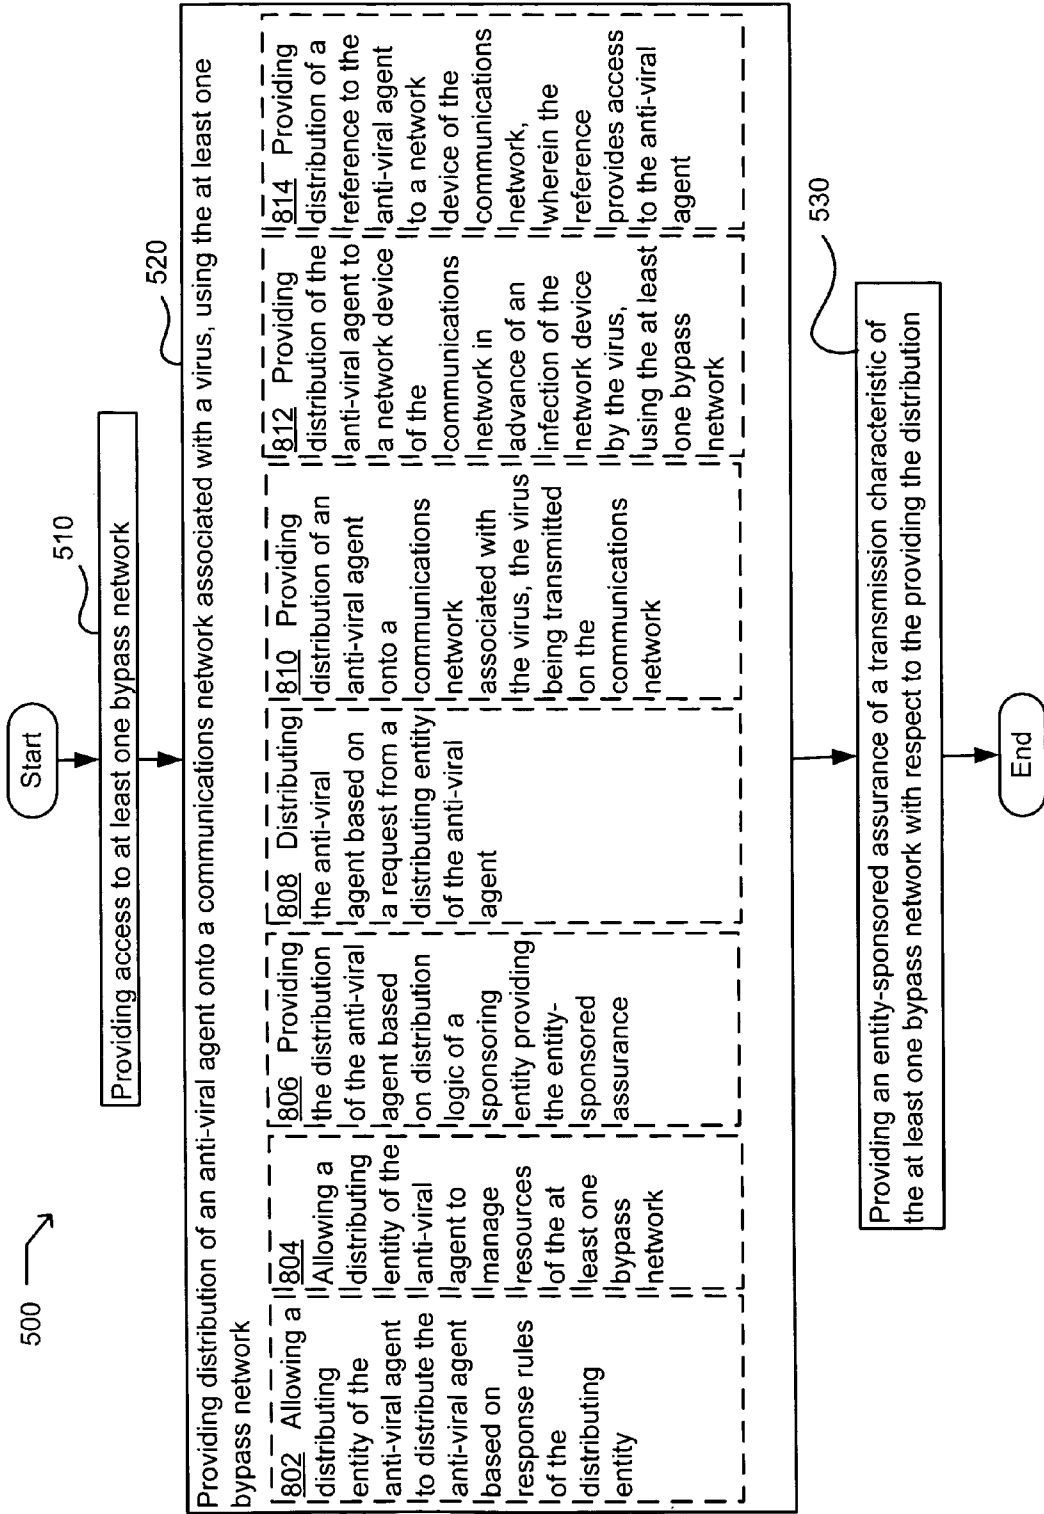 500
Start
510
Providing access to at least one bypass network
520
Providing distribution of an anti-viral agent onto a communications network associated with a virus, using the at least one
bypass network
802 Allowing a
distributing
entity of the
anti-viral agent
to distribute the
anti-viral agent
based on
response rules
of the
distributing
entity
804
Allowing a
distributing
entity of the
anti-viral
agent to
manage
resources
of the at
least one
bypass
network
806 Providing
the distribution
of the anti-viral
agent based
on distribution
logic of a
sponsoring
entity providing
the entity-
sponsored
assurance
808 Distributing
the anti-viral
agent based on
a request from a
distributing entity
of the anti-viral
agent
810 Providing
distribution of an
anti-viral agent
onto a
communications
network
associated with
the virus, the virus
being transmitted
on the
communications
network
812 Providing
distribution of the
anti-viral agent to
a network device
of the
communications
network in
advance of an
infection of the
network device
by the virus,
using the at least
one bypass
network
814 Providing
distribution of a
reference to the
anti-viral agent
to a network
device of the
communications
network,
wherein the
reference
provides access
to the anti-viral
agent
530
Providing an entity-sponsored assurance of a transmission characteristic of
the at least one bypass network with respect to the providing the distribution
End